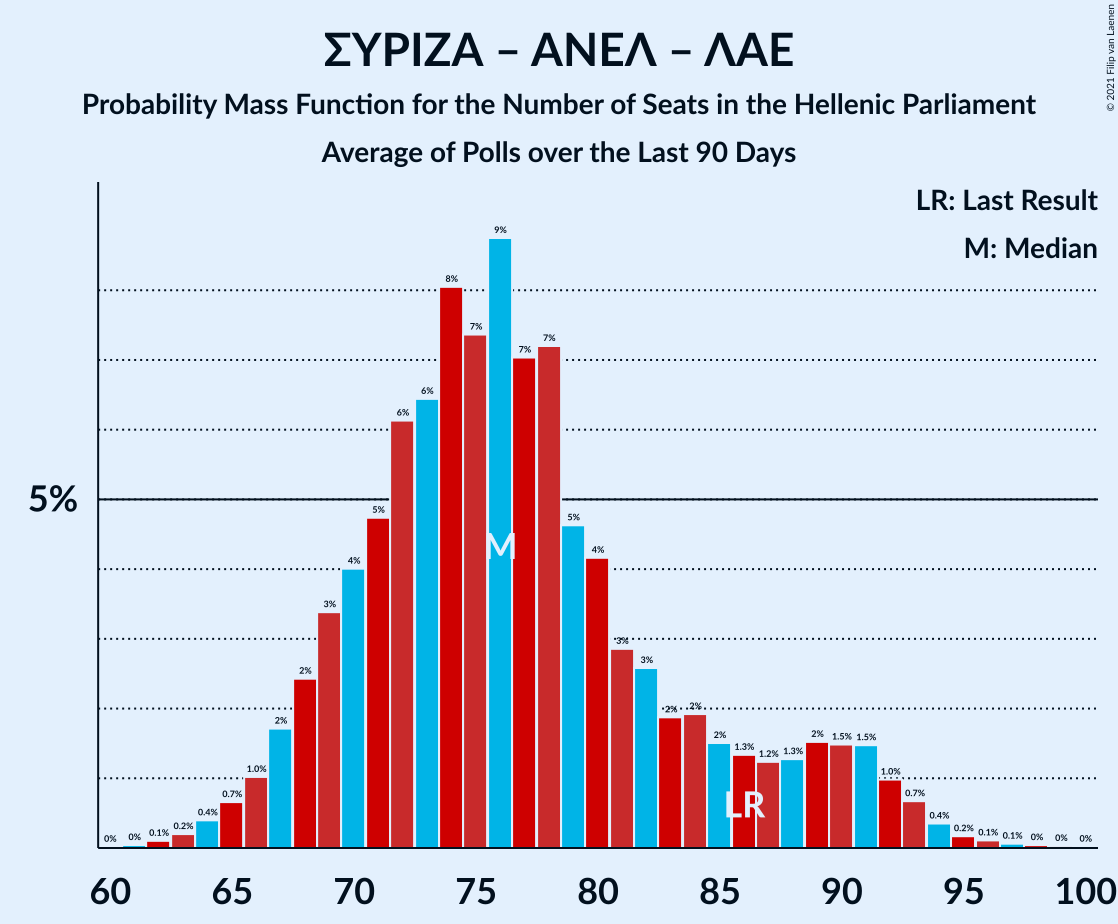 ΣΥΡΙΖΑ – ΑΝΕΛ – ΛΑΕ
Probability Mass Function for the Number of Seats in the Hellenic Parliament
Average of Polls over the Last 90 Days
© 2021 Filip van Laenen
LR: Last Result
M: Median
5%
0% 0% 0.1% 0.2% 0.4% 0.7% 1.0% 2% 2% 3% 4% 5% 6% 6% 8% 7% 9% 7% 7% 5% 4% 3% 3% 2% 2% 2% 1.3% 1.2% 1.3% 2% 1.5% 1.5% 1.0% 0.7% 0.4% 0.2% 0.1% 0.1% 0% 0% 0%
M
LR
60 65 70 75 80 85 90 95 100